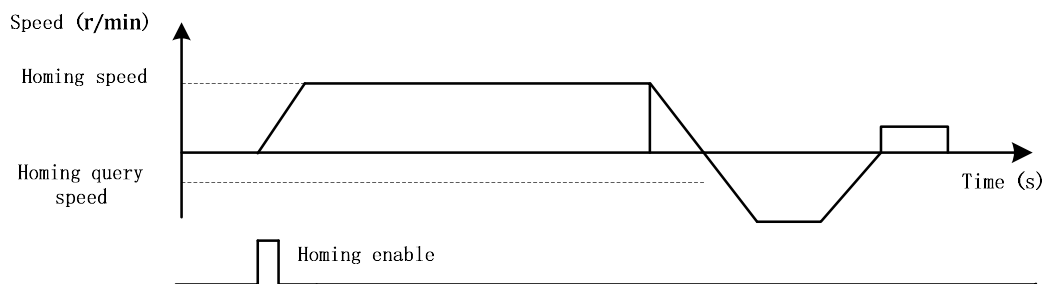 Speed (r/min)
Homing speed
Homing query
speed
Time (s)
Homing enable